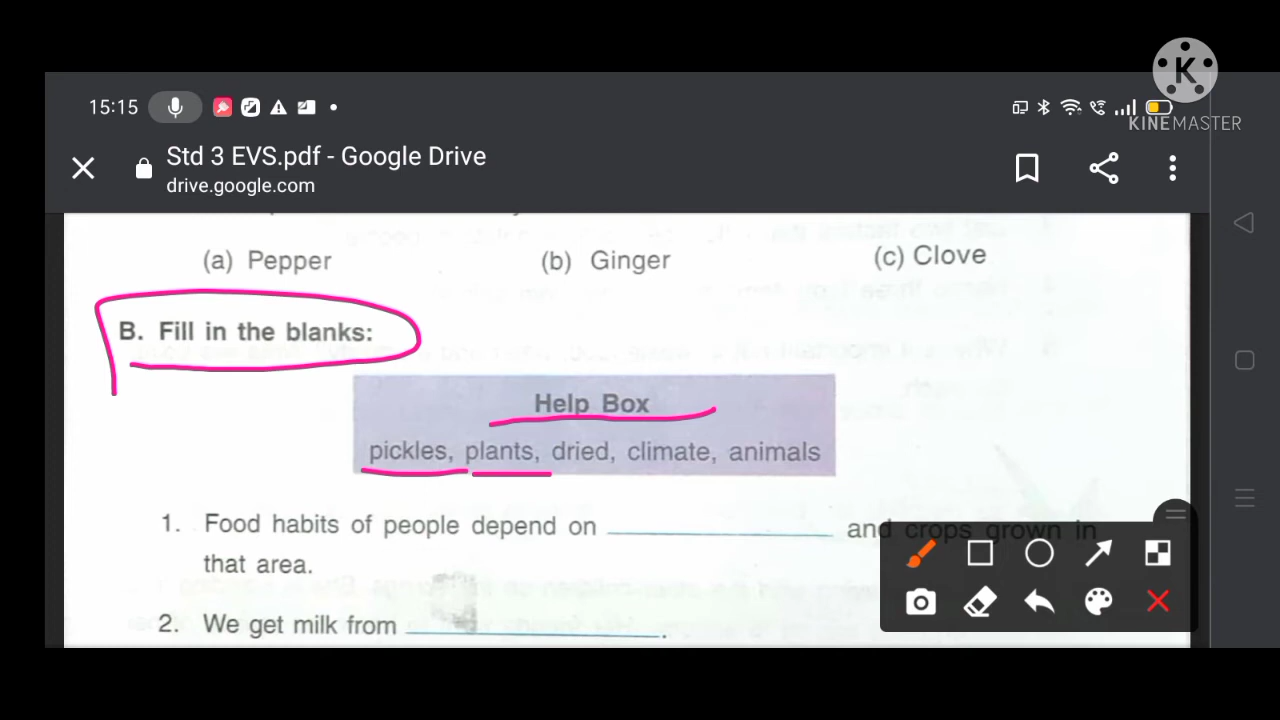 15:15
KINEMASTER
Std 3 EVS.pdf - Google Drive
drive.google.com
(a) Pepper (b) Ginger (c) Clove
B. Fill in the blanks:
Help Box
pickles, plants, dried, climate, animals
1. Food habits of people depend on ____________ and crops grown in
that area.
2. We get milk from ____________.